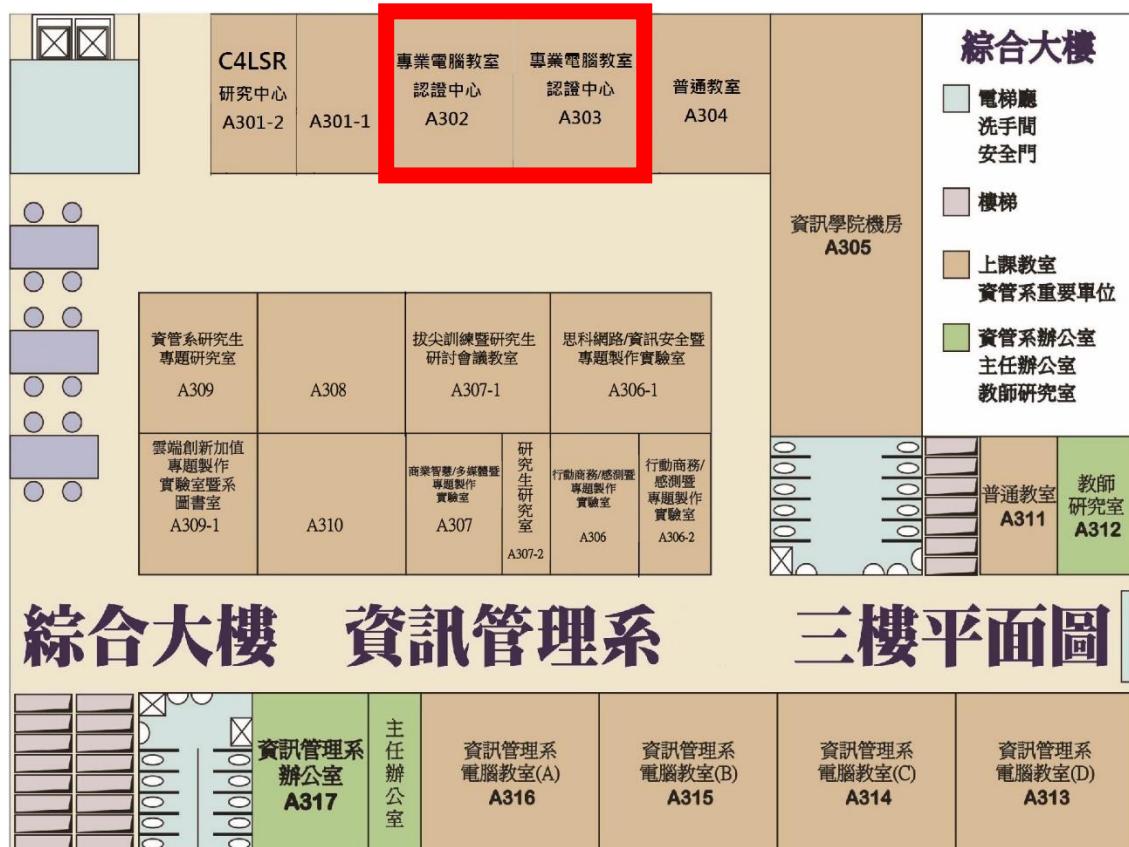 C4LSR
研究中心
A301-2
A301-1
專業電腦教室
認證中心
A302
專業電腦教室
認證中心
A303
普通教室
A304
資訊學院機房
A305
綜合大樓
電梯廳
洗手間
安全門
樓梯
上課教室
資管系重要單位
資管系辦公室
主任辦公室
教師研究室
資管系研究生
專題研究室
A309
A308
拔尖訓練暨研究生
研討會議教室
A307-1
思科網路/資訊安全暨
專題製作實驗室
A306-1
雲端創新加值
專題製作
實驗室暨系
圖書室
A309-1
A310
商業智慧/多媒體暨
專題製作
實驗室
A307
研究生研究室
A307-2
行動商務/感測暨
專題製作
實驗室
A306
行動商務/
感測暨
專題製作
實驗室
A306-2
普通教室
A311
教師
研究室
A312
綜合大樓 資訊管理系 三樓平面圖
資訊管理系
辦公室
A317
主任辦公室
資訊管理系
電腦教室(A)
A316
資訊管理系
電腦教室(B)
A315
資訊管理系
電腦教室(C)
A314
資訊管理系
電腦教室(D)
A313